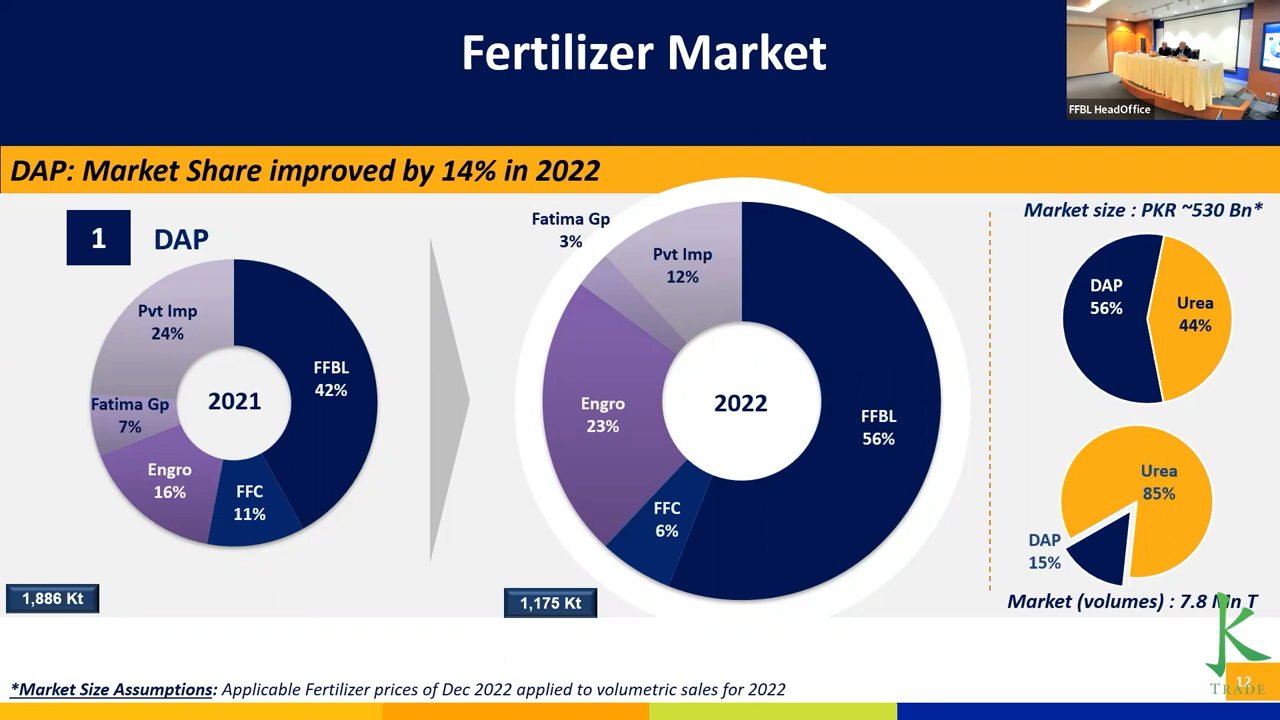 Fertilizer Market
FFBL HeadOffice
DAP: Market Share improved by 14% in 2022
1
DAP
Pvt Imp
24%
FFBL
42%
Fatima Gp
7%
2021
Engro
16%
FFC
11%
1,886 Kt
Fatima Gp
3%
Pvt Imp
12%
Engro
23%
2022
FFBL
56%
FFC
6%
1,175 Kt
Market size : PKR ~530 Bn*
DAP
56%
Urea
44%
Urea
85%
DAP
15%
Market (volumes) : 7.8 Mn T
*Market Size Assumptions: Applicable Fertilizer prices of Dec 2022 applied to volumetric sales for 2022
K
TRADE